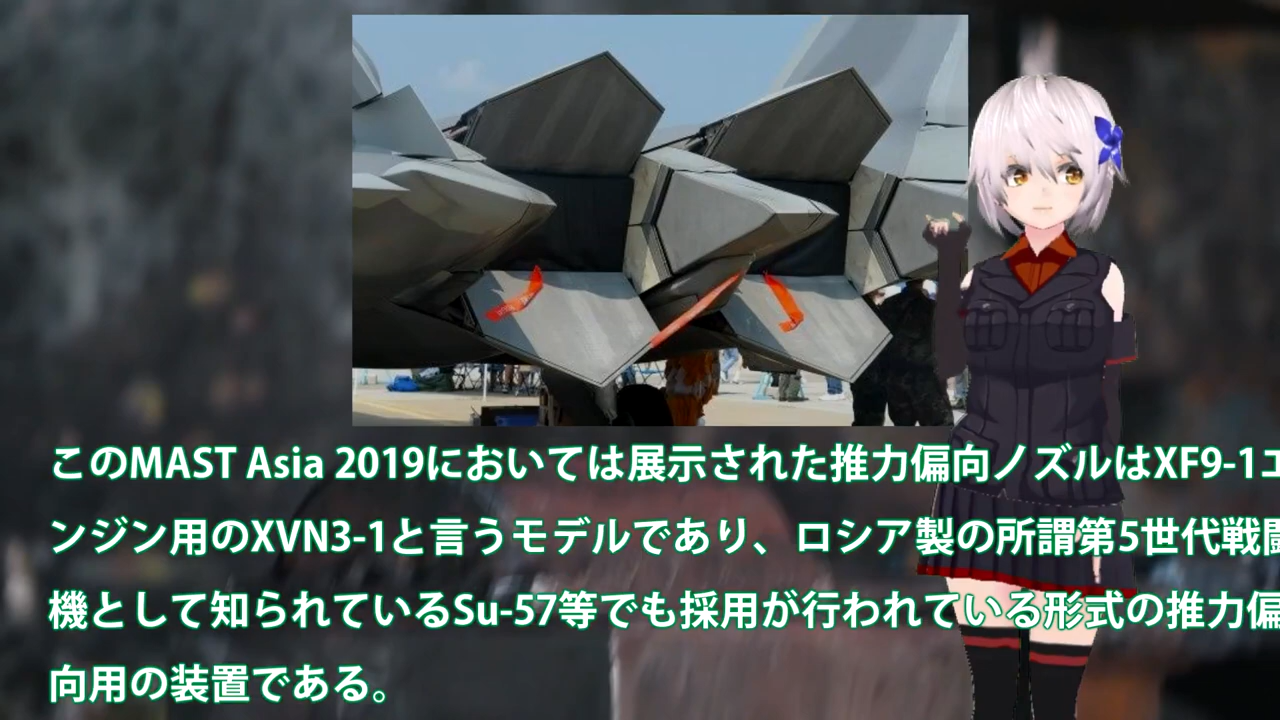 このMAST Asia 2019においては展示された推力偏向ノズルはXF9-1エ
ンジン用のXVN3-1と言うモデルであり、ロシア製の所謂第5世代戦闘
機として知られているSu-57等でも採用が行われている形式の推力偏
向用の装置である。